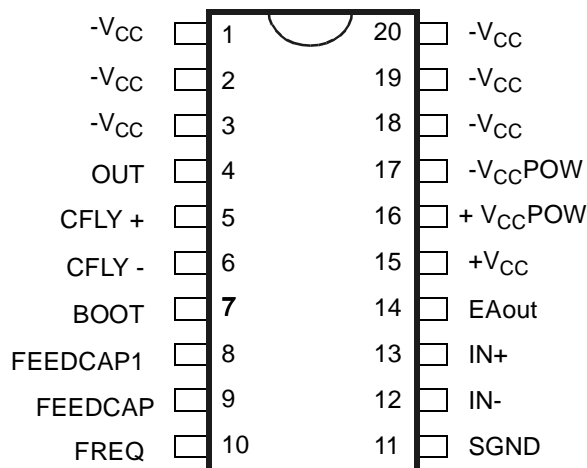 -VCC 1 20 -VCC
-VCC 2 19 -VCC
-VCC 3 18 -VCC
OUT 4 17 -VCCPOW
CFLY + 5 16 + VCCPOW
CFLY - 6 15 +VCC
BOOT 7 14 EAout
FEEDCAP1 8 13 IN+
FEEDCAP 9 12 IN-
FREQ 10 11 SGND